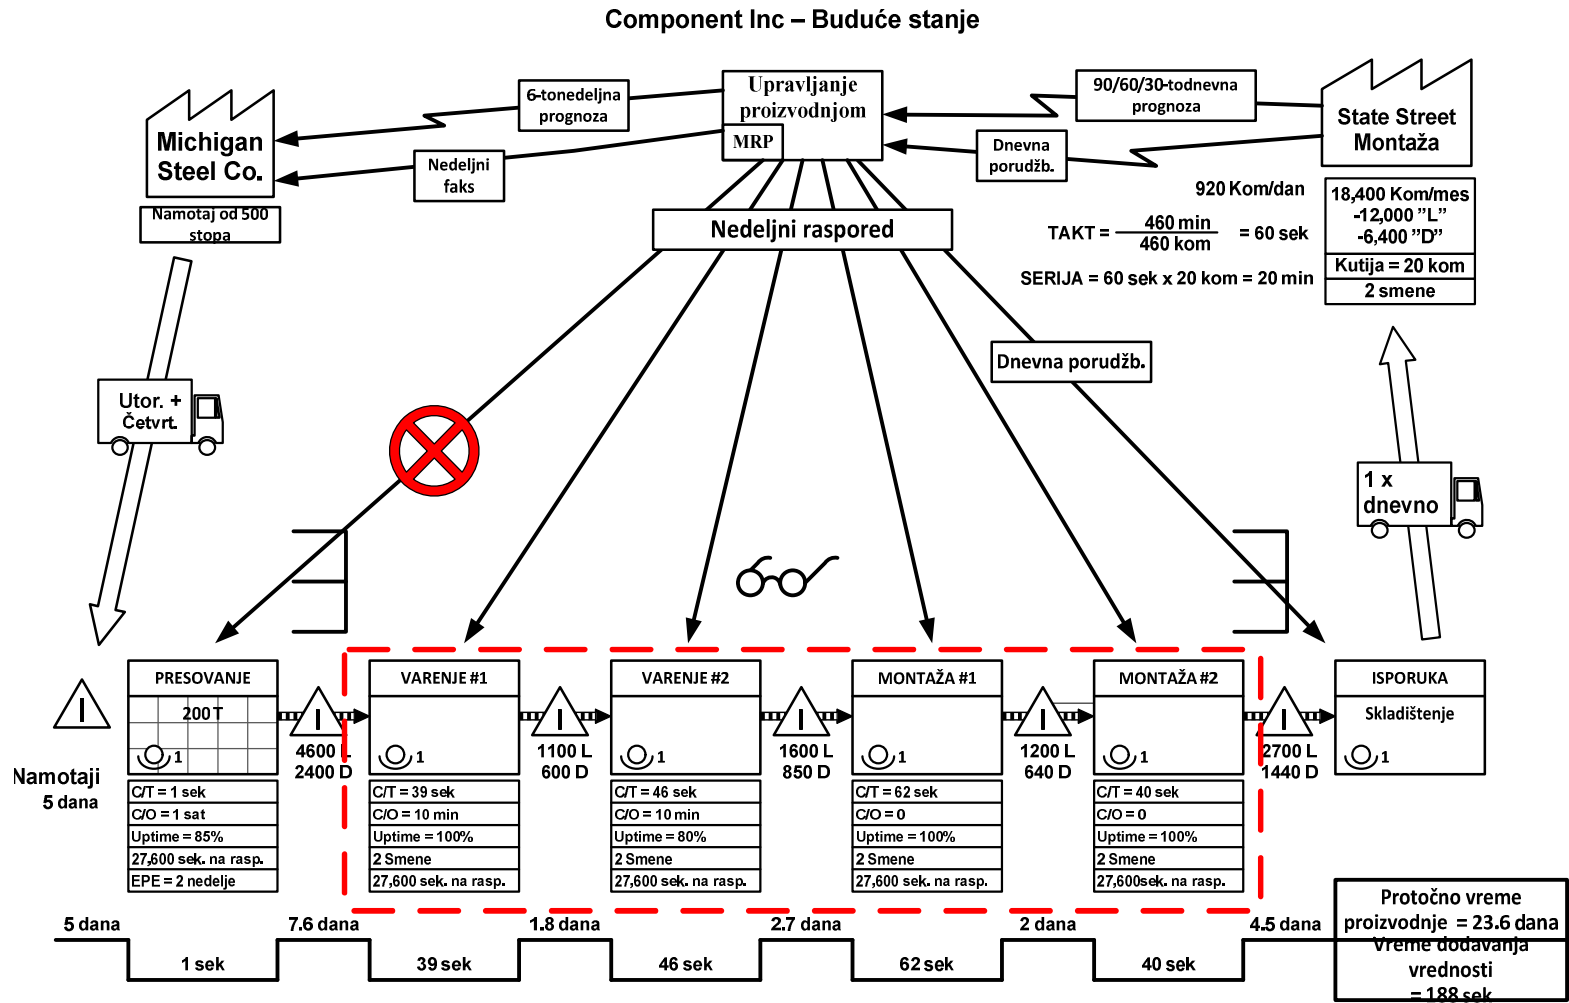 Component Inc – Buduće stanje
6-tonedeljna
prognoza
Upravljanje
proizvodnjom
MRP
90/60/30-todnevna
prognoza
Michigan
Steel Co.
Nedeljni
faks
Dnevna
porudžb.
State Street
Montaža
Namotaj od 500
stopa
Nedeljni raspored
920 Kom/dan
TAKT = 460 min / 460 kom = 60 sek
SERIJA = 60 sek x 20 kom = 20 min
18,400 Kom/mes
-12,000 ”L”
-6,400 ”D”
Kutija = 20 kom
2 smene
Dnevna porudžb.
Utor. +
Četvrt.
1 x
dnevno
I
Namotaji
5 dana
PRESOVANJE
200 T
1
C/T = 1 sek
C/O = 1 sat
Uptime = 85%
27,600 sek. na rasp.
EPE = 2 nedelje
I
4600 L
2400 D
VARENJE #1
1
C/T = 39 sek
C/O = 10 min
Uptime = 100%
2 Smene
27,600 sek. na rasp.
I
1100 L
600 D
VARENJE #2
1
C/T = 46 sek
C/O = 10 min
Uptime = 80%
2 Smene
27,600 sek. na rasp.
I
1600 L
850 D
MONTAŽA #1
1
C/T = 62 sek
C/O = 0
Uptime = 100%
2 Smene
27,600 sek. na rasp.
I
1200 L
640 D
MONTAŽA #2
1
C/T = 40 sek
C/O = 0
Uptime = 100%
2 Smene
27,600sek. na rasp.
I
2700 L
1440 D
ISPORUKA
Skladištenje
1
5 dana
7.6 dana
1.8 dana
2.7 dana
2 dana
4.5 dana
1 sek
39 sek
46 sek
62 sek
40 sek
Protočno vreme
proizvodnje = 23.6 dana
Vreme dodavanja
vrednosti
= 188 sek